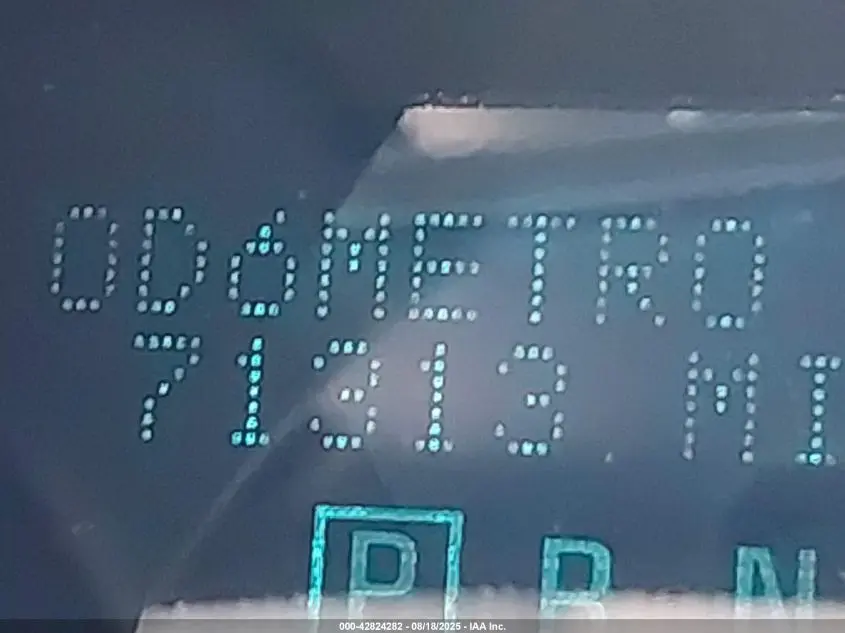 ODÓMETRO
71313 MI
P R N
000-42824282 - 08/18/2025 - IAA Inc.